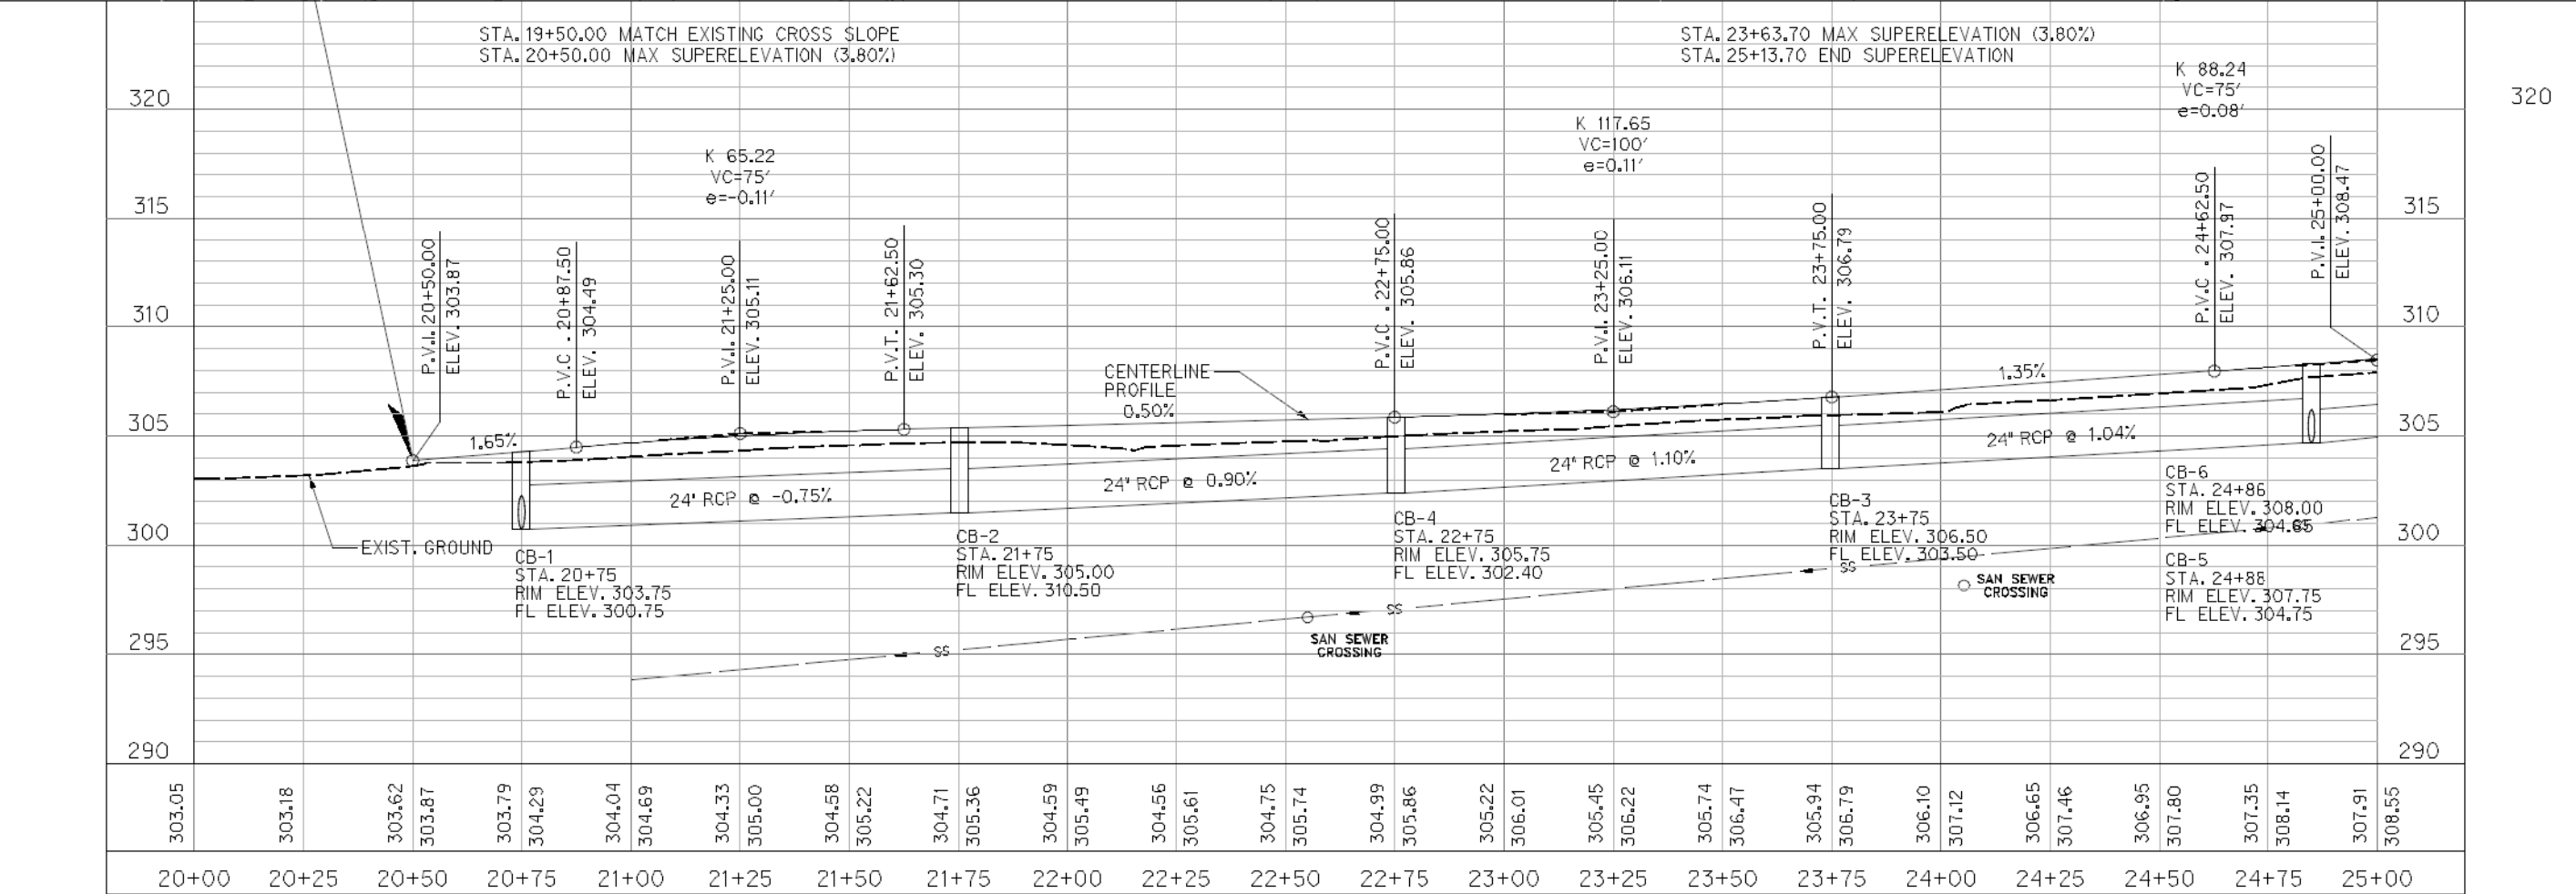 STA. 19+50.00 MATCH EXISTING CROSS SLOPE
STA. 20+50.00 MAX SUPERELEVATION (3.80%)
STA. 23+63.70 MAX SUPERELEVATION (3.80%)
STA. 25+13.70 END SUPERELEVATION
K 65.22
VC=75'
e=-0.11'
K 117.65
VC=100'
e=0.11'
K 88.24
VC=75'
e=0.08'
320
315
310
305
300
295
290
320
315
310
305
300
295
290
P.V.I. 20+50.00
ELEV. 303.87
P.V.C . 20+87.50
ELEV. 304.49
P.V.I. 21+25.00
ELEV. 305.11
P.V.T. 21+62.50
ELEV. 305.30
P.V.C . 22+75.00
ELEV. 305.86
P.V.I. 23+25.00
ELEV. 306.11
P.V.T. 23+75.00
ELEV. 306.79
P.V.C . 24+62.50
ELEV. 307.97
P.V.I. 25+00.00
ELEV. 308.47
1.65%
CENTERLINE
PROFILE
0.50%
1.35%
24" RCP @ -0.75%
24" RCP @ 0.90%
24" RCP @ 1.10%
24" RCP @ 1.04%
EXIST. GROUND
CB-1
STA. 20+75
RIM ELEV. 303.75
FL ELEV. 300.75
CB-2
STA. 21+75
RIM ELEV. 305.00
FL ELEV. 310.50
CB-4
STA. 22+75
RIM ELEV. 305.75
FL ELEV. 302.40
CB-3
STA. 23+75
RIM ELEV. 306.50
FL ELEV. 303.50
CB-6
STA. 24+86
RIM ELEV. 308.00
FL ELEV. 304.65
CB-5
STA. 24+88
RIM ELEV. 307.75
FL ELEV. 304.75
SS
SS
SS
SS
SAN SEWER
CROSSING
SAN SEWER
CROSSING
303.05
303.18
303.62
303.87
303.79
304.29
304.04
304.69
304.33
305.00
304.58
305.22
304.71
305.36
304.59
305.49
304.56
305.61
304.75
305.74
304.99
305.86
305.22
306.01
305.45
306.22
305.74
306.47
305.94
306.79
306.10
307.12
306.65
307.46
306.95
307.80
307.35
308.14
307.91
308.55
20+00 20+25 20+50 20+75 21+00 21+25 21+50 21+75 22+00 22+25 22+50 22+75 23+00 23+25 23+50 23+75 24+00 24+25 24+50 24+75 25+00